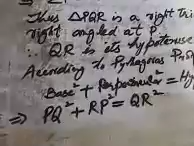 Thus △PQR is a right tri
right angled at P
∴ QR is its hypotenuse
According to Pythagoras
Base² + Perpendicular² = Hy
⇒ PQ² + RP² = QR²